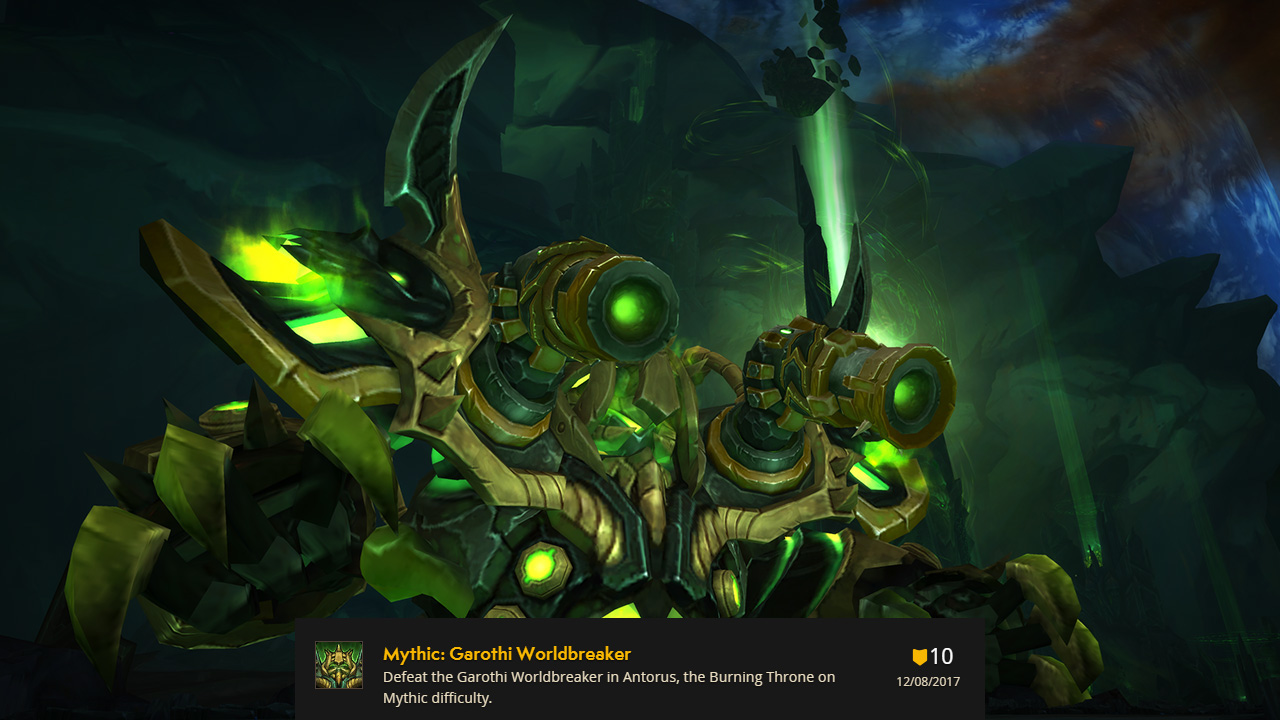 Mythic: Garothi Worldbreaker
Defeat the Garothi Worldbreaker in Antorus, the Burning Throne on
Mythic difficulty.
10
12/08/2017